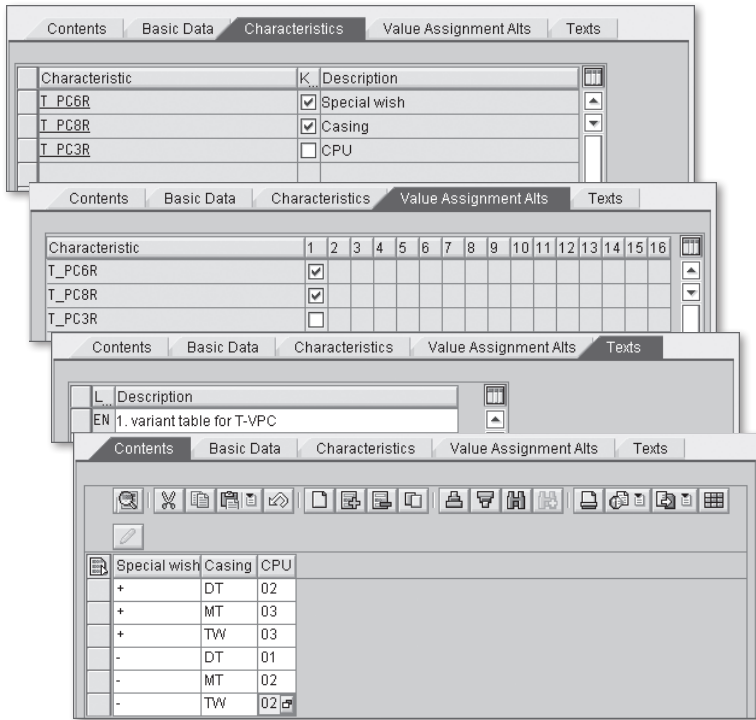 Contents Basic Data Characteristics Value Assignment Alts Texts
Characteristic K.. Description
T_PC6R Special wish
T_PC8R Casing
T_PC3R CPU
Contents Basic Data Characteristics Value Assignment Alts Texts
Characteristic 1 2 3 4 5 6 7 8 9 10 11 12 13 14 15 16
T_PC6R
T_PC8R
T_PC3R
Contents Basic Data Characteristics Value Assignment Alts Texts
L.. Description
EN 1. variant table for T-VPC
Contents Basic Data Characteristics Value Assignment Alts Texts
Special wish Casing CPU
+ DT 02
+ MT 03
+ TW 03
- DT 01
- MT 02
- TW 02